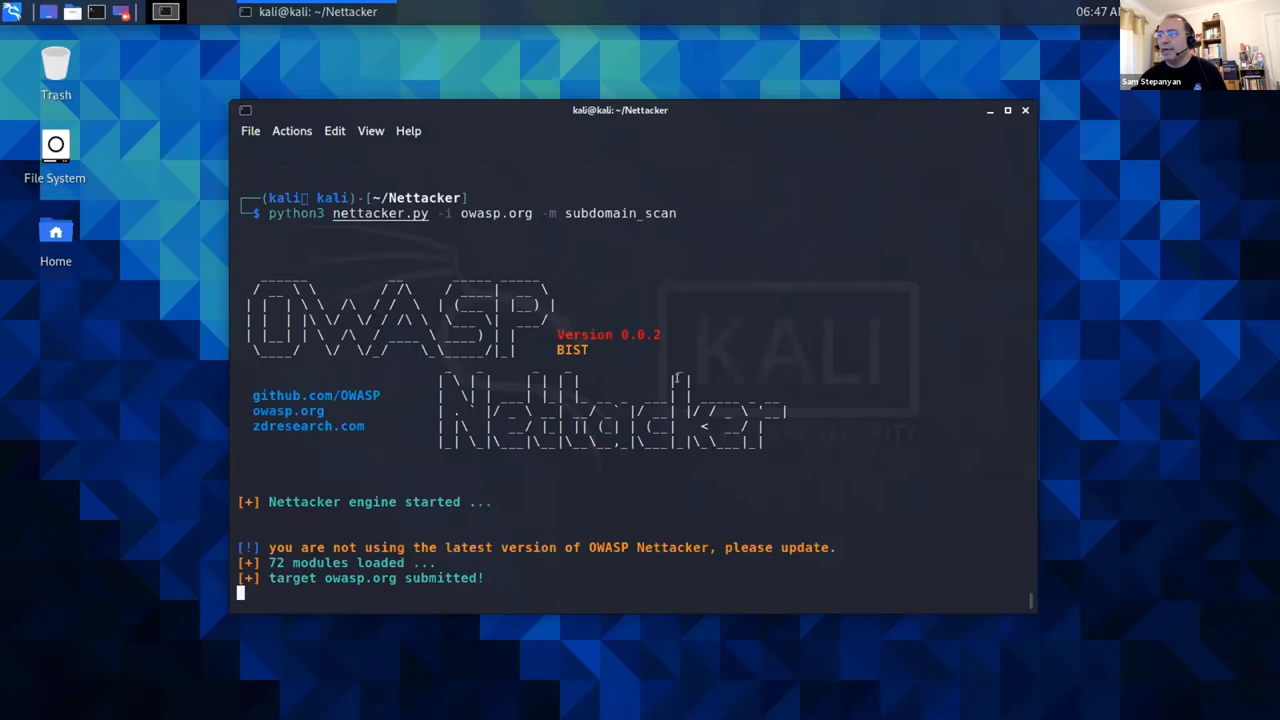 kali@kali: ~/Nettacker
06:47 A
Sam Stepanyan
Trash
File System
Home
kali@kali: ~/Nettacker
File Actions Edit View Help
(kali kali)-[~/Nettacker]
$ python3 nettacker.py -i owasp.org -m subdomain_scan
OWASP
Version 0.0.2
BIST
Nettacker
github.com/OWASP
owasp.org
zdresearch.com
KALI
[+] Nettacker engine started ...
[!] you are not using the latest version of OWASP Nettacker, please update.
[+] 72 modules loaded ...
[+] target owasp.org submitted!